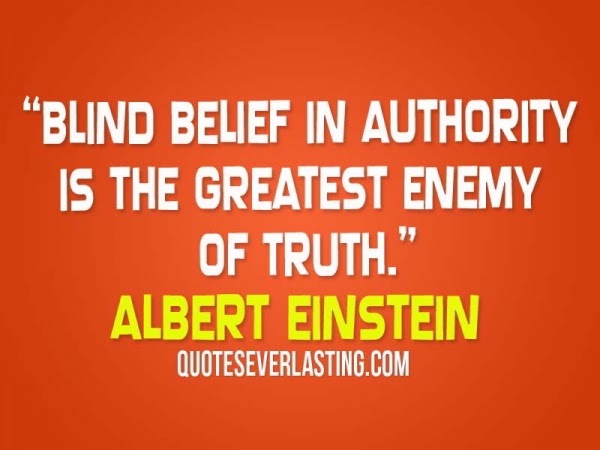 “BLIND BELIEF IN AUTHORITY
IS THE GREATEST ENEMY
OF TRUTH.”
ALBERT EINSTEIN
QUOTESEVERLASTING.COM